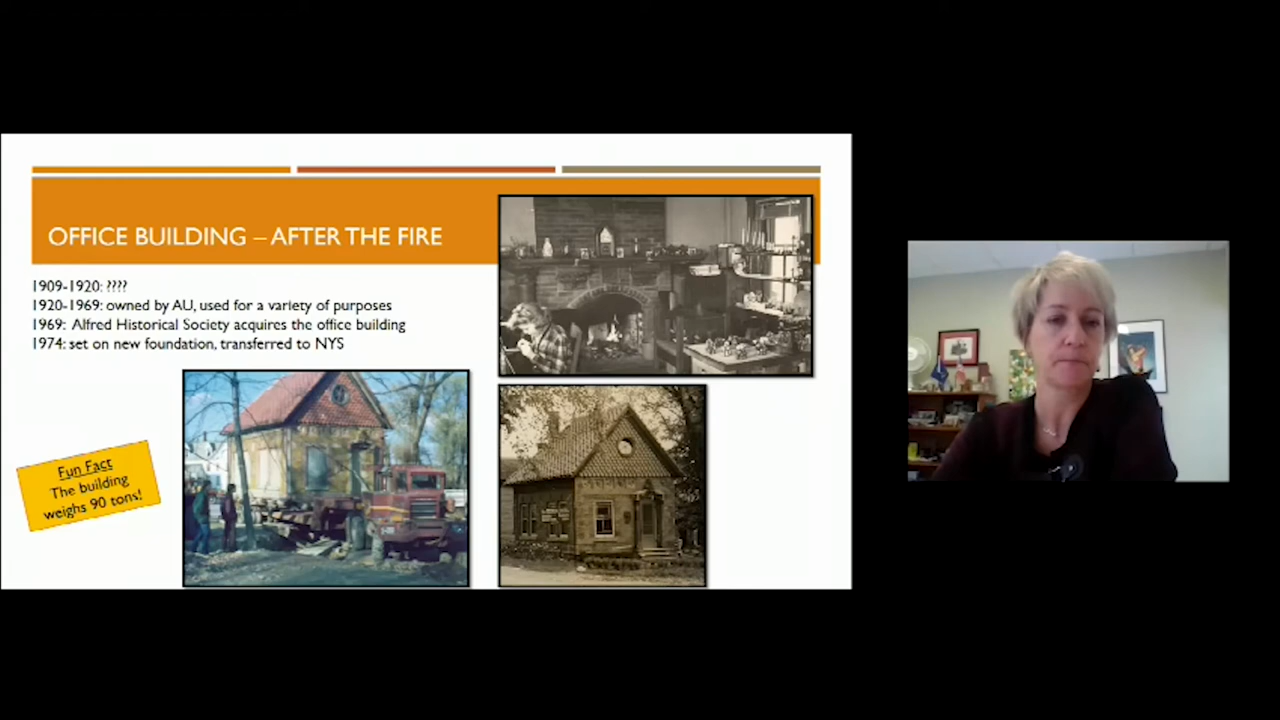 OFFICE BUILDING – AFTER THE FIRE
1909-1920: ????
1920-1969: owned by AU, used for a variety of purposes
1969: Alfred Historical Society acquires the office building
1974: set on new foundation, transferred to NYS
Fun Fact
The building
weighs 90 tons!